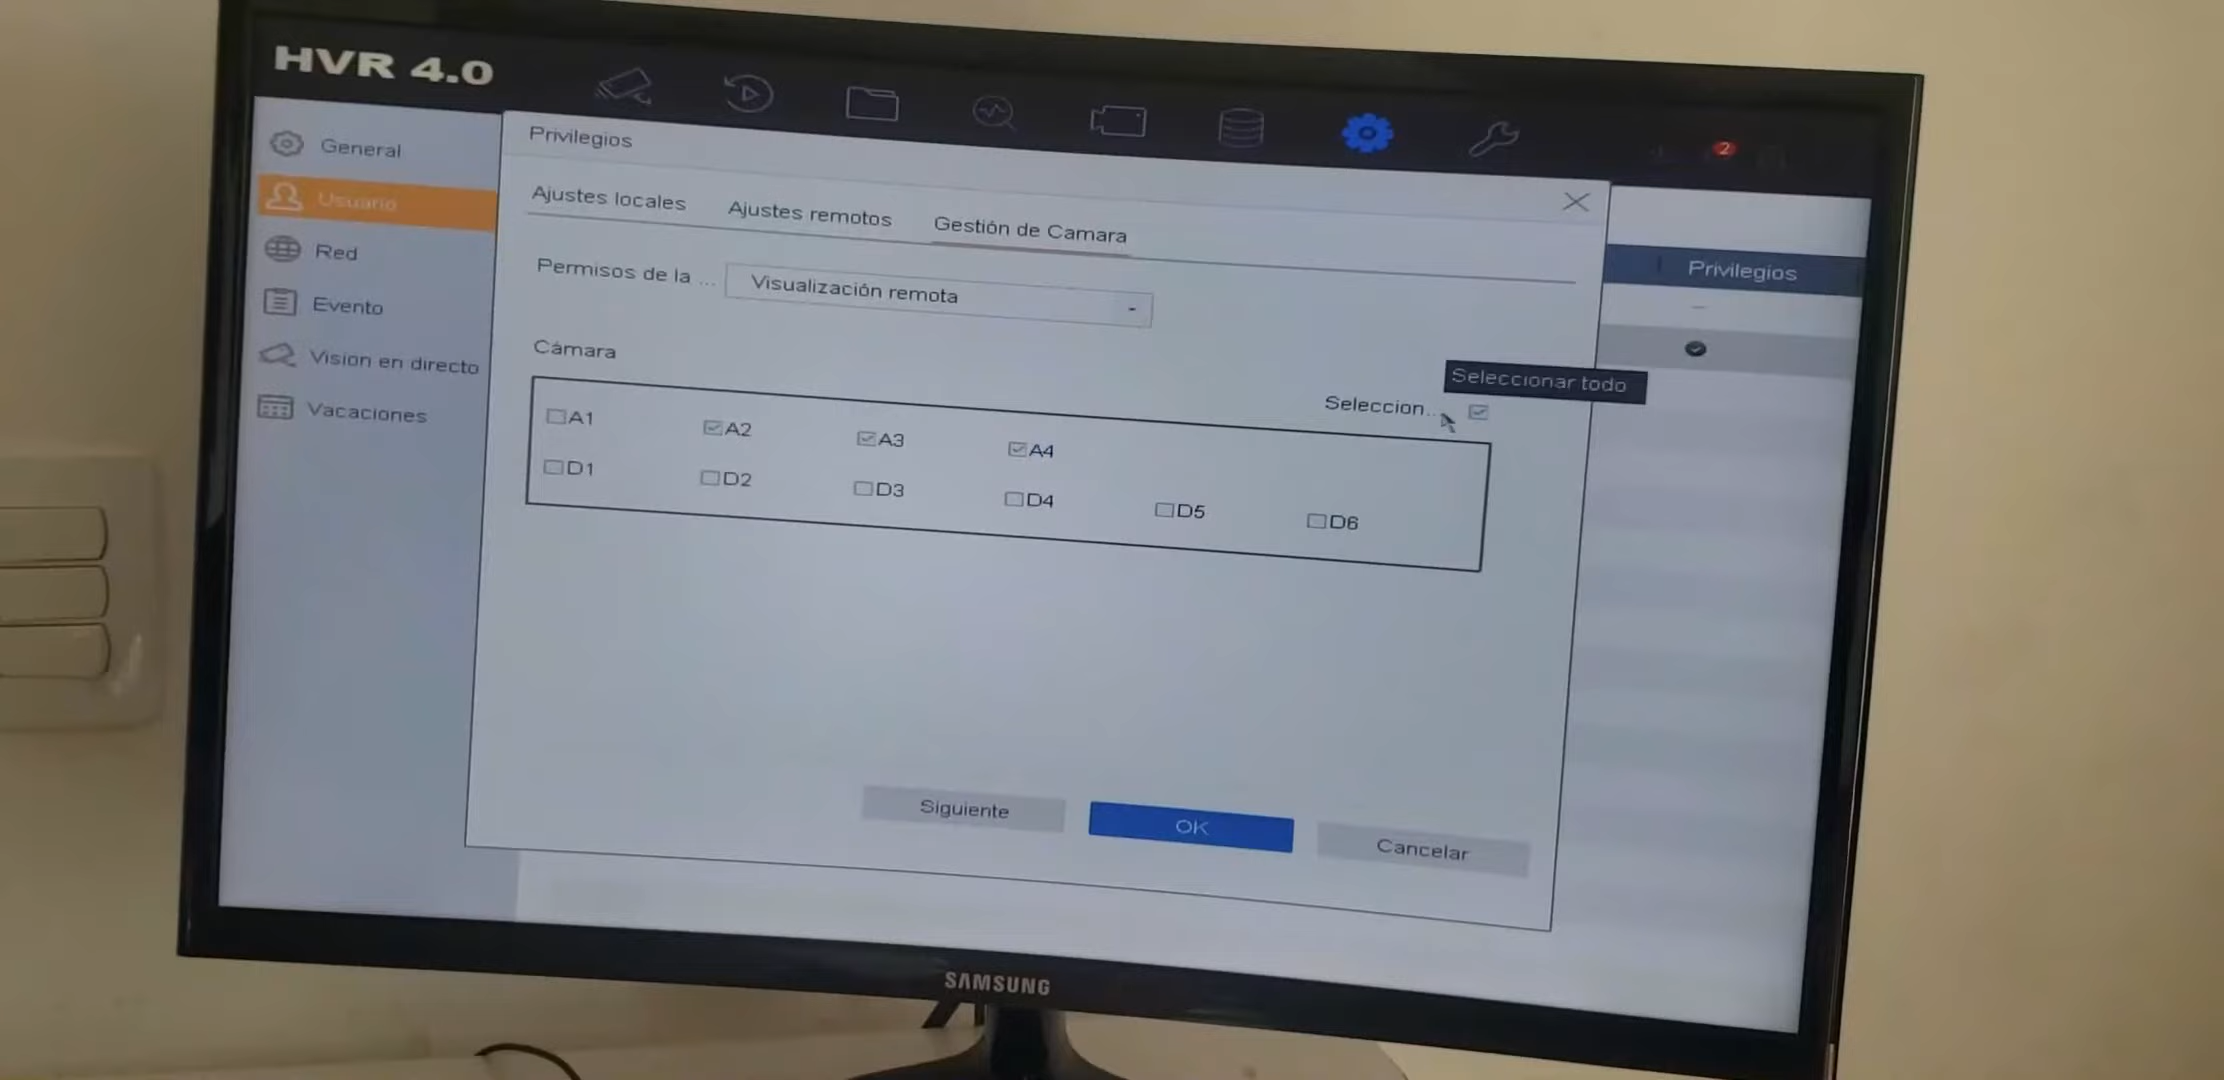 HVR 4.0
2
General
Usuario
Red
Evento
Vision en directo
Vacaciones
Privilegios
Ajustes locales
Ajustes remotos
Gestión de Camara
Permisos de la ...
Visualización remota
Cámara
Seleccionar todo
Seleccion...
A1
A2
A3
A4
D1
D2
D3
D4
D5
D6
Siguiente
OK
Cancelar
Privilegios
SAMSUNG